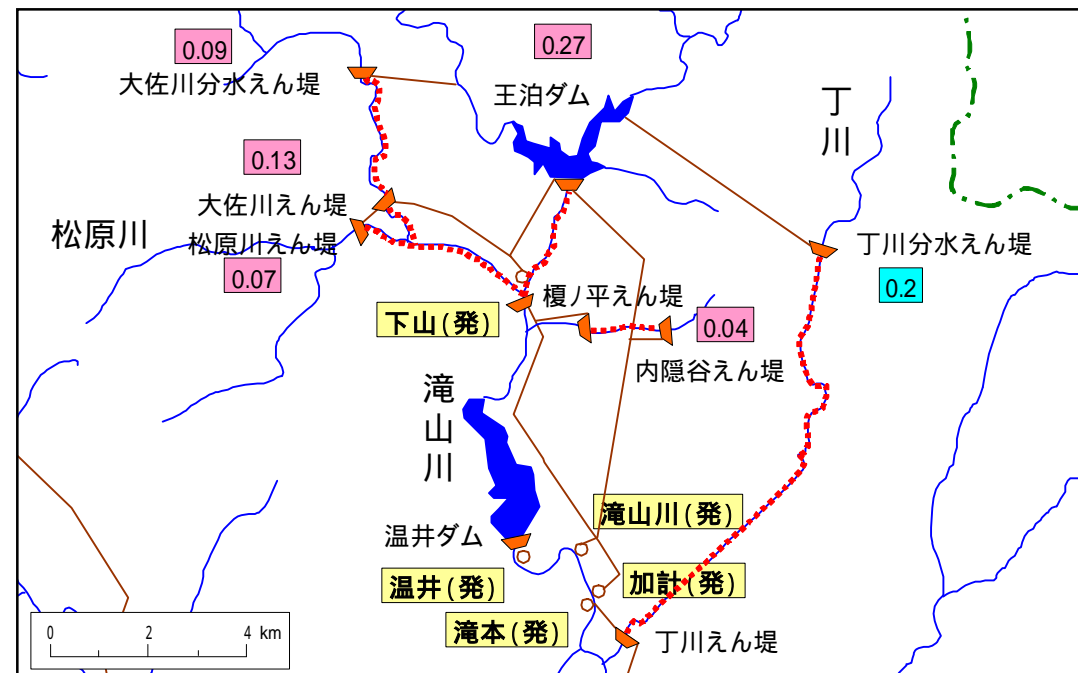 0.09
大佐川分水えん堤
0.27
王泊ダム
丁川
0.13
大佐川えん堤
松原川
松原川えん堤
0.07
丁川分水えん堤
0.2
榎ノ平えん堤
下山(発)
0.04
内隠谷えん堤
滝山川
滝山川(発)
温井ダム
温井(発)
加計(発)
滝本(発)
丁川えん堤
0 2 4 km